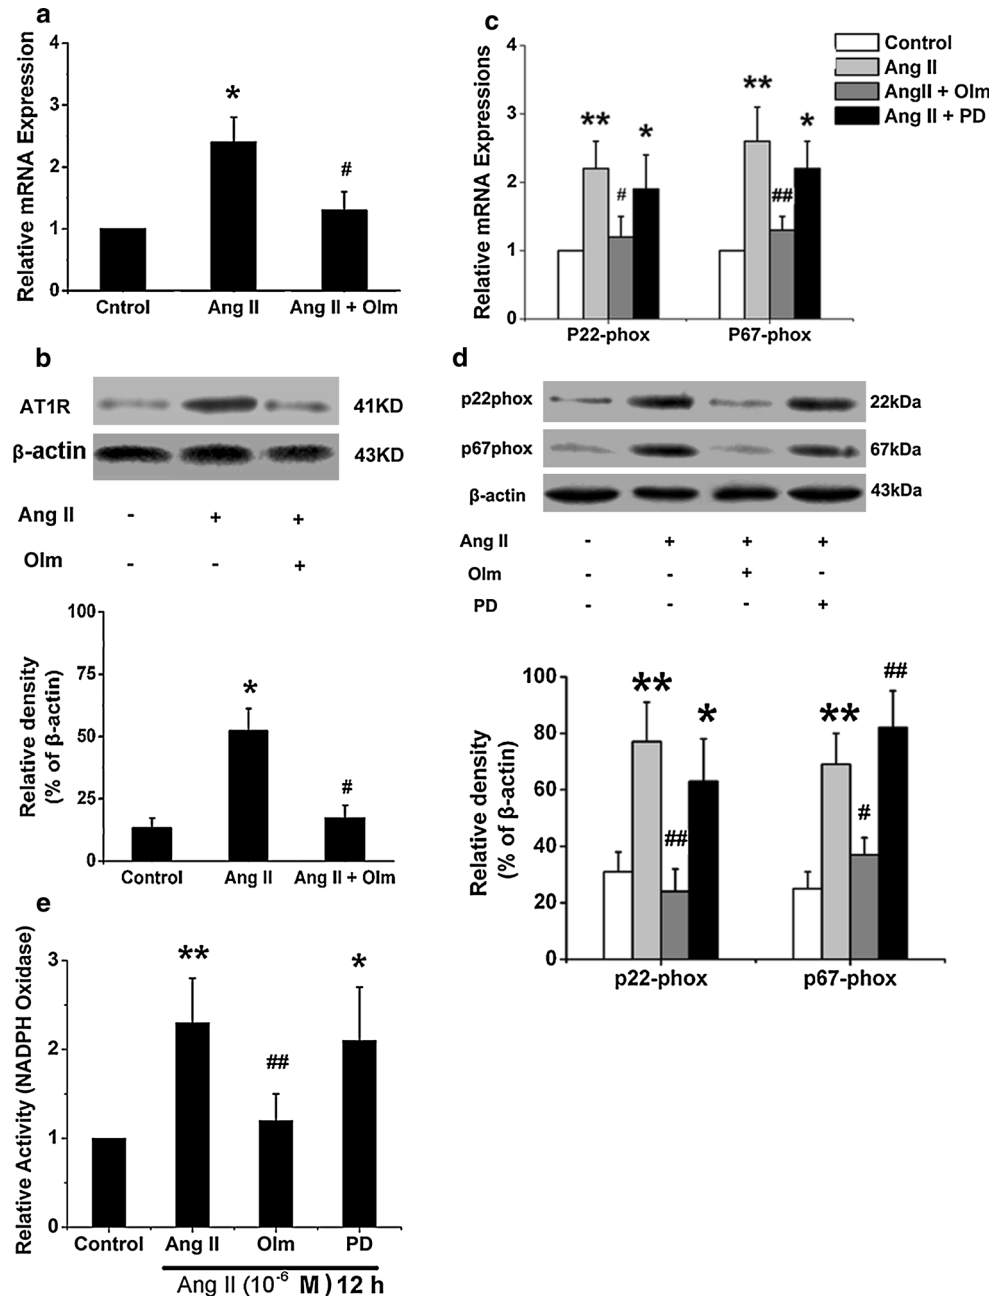 a
Relative mRNA Expression
4
3
2
1
0
Cntrol Ang II Ang II + Olm
*
#
b
AT1R 41KD
β-actin 43KD
Ang II - + +
Olm - - +
Relative density
(% of β-actin)
100
75
50
25
0
*
#
Control Ang II Ang II + Olm
c
Relative mRNA Expressions
4
3
2
1
0
Control
Ang II
AngII + Olm
Ang II + PD
** # * ** ## *
P22-phox P67-phox
d
p22phox 22kDa
p67phox 67kDa
β-actin 43kDa
Ang II - + + +
Olm - - + -
PD - - - +
Relative density
(% of β-actin)
100
80
60
40
20
0
** ## * ** # ##
p22-phox p67-phox
e
Relative Activity (NADPH Oxidase)
3
2
1
0
** ## *
Control Ang II Olm PD
Ang II (10⁻⁶ M ) 12 h